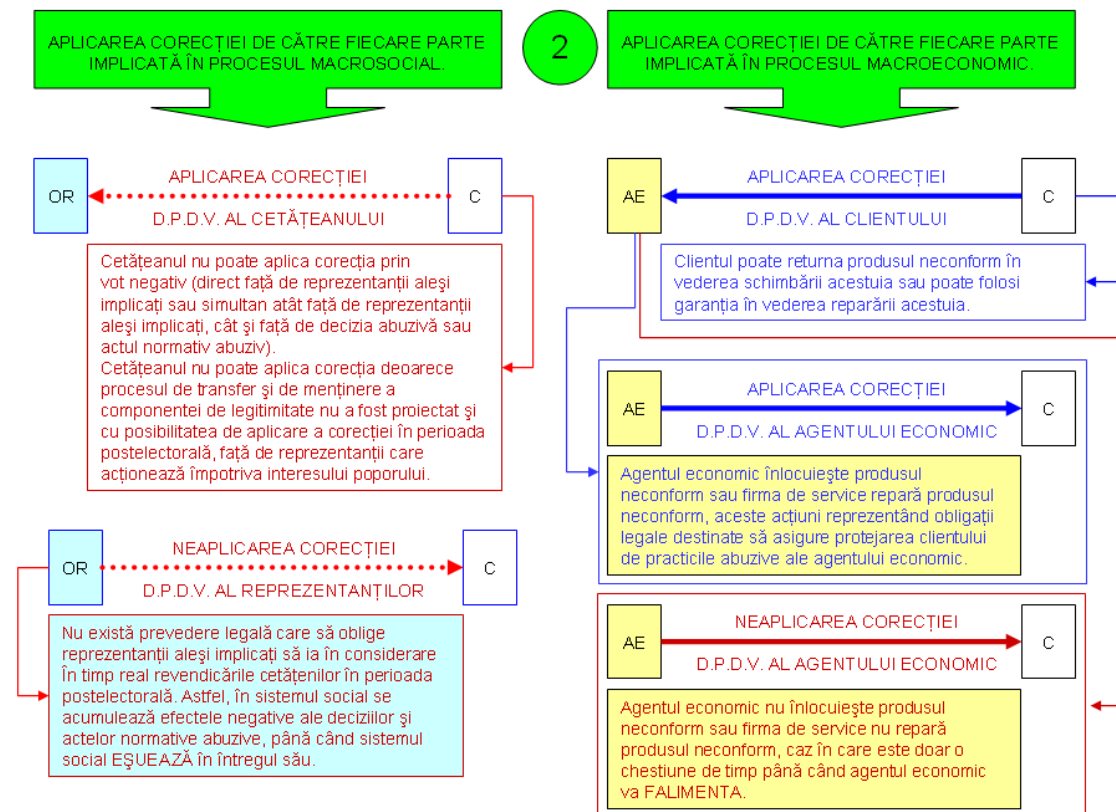 APLICAREA CORECȚIEI DE CĂTRE FIECARE PARTE
IMPLICATĂ ÎN PROCESUL MACROSOCIAL.
2
APLICAREA CORECȚIEI DE CĂTRE FIECARE PARTE
IMPLICATĂ ÎN PROCESUL MACROECONOMIC.
OR
APLICAREA CORECȚIEI
D.P.D.V. AL CETĂȚEANULUI
C
Cetățeanul nu poate aplica corecția prin
vot negativ (direct față de reprezentanții aleşi
implicați sau simultan atât față de reprezentanții
aleşi implicați, cât şi față de decizia abuzivă sau
actul normativ abuziv).
Cetățeanul nu poate aplica corecția deoarece
procesul de transfer şi de menținere a
componentei de legitimitate nu a fost proiectat şi
cu posibilitatea de aplicare a corecției în perioada
postelectorală, față de reprezentanții care
acționează împotriva interesului poporului.
OR
NEAPLICAREA CORECȚIEI
D.P.D.V. AL REPREZENTANȚILOR
C
Nu există prevedere legală care să oblige
reprezentanții aleşi implicați să ia în considerare
În timp real revendicările cetățenilor în perioada
postelectorală. Astfel, în sistemul social se
acumulează efectele negative ale deciziilor şi
actelor normative abuzive, până când sistemul
social EŞUEAZĂ în întregul său.
AE
APLICAREA CORECȚIEI
D.P.D.V. AL CLIENTULUI
C
Clientul poate returna produsul neconform în
vederea schimbării acestuia sau poate folosi
garanția în vederea reparării acestuia.
AE
APLICAREA CORECȚIEI
D.P.D.V. AL AGENTULUI ECONOMIC
C
Agentul economic înlocuieşte produsul
neconform sau firma de service repară produsul
neconform, aceste acțiuni reprezentând obligații
legale destinate să asigure protejarea clientului
de practicile abuzive ale agentului economic.
AE
NEAPLICAREA CORECȚIEI
D.P.D.V. AL AGENTULUI ECONOMIC
C
Agentul economic nu înlocuieşte produsul
neconform sau firma de service nu repară
produsul neconform, caz în care este doar o
chestiune de timp până când agentul economic
va FALIMENTA.